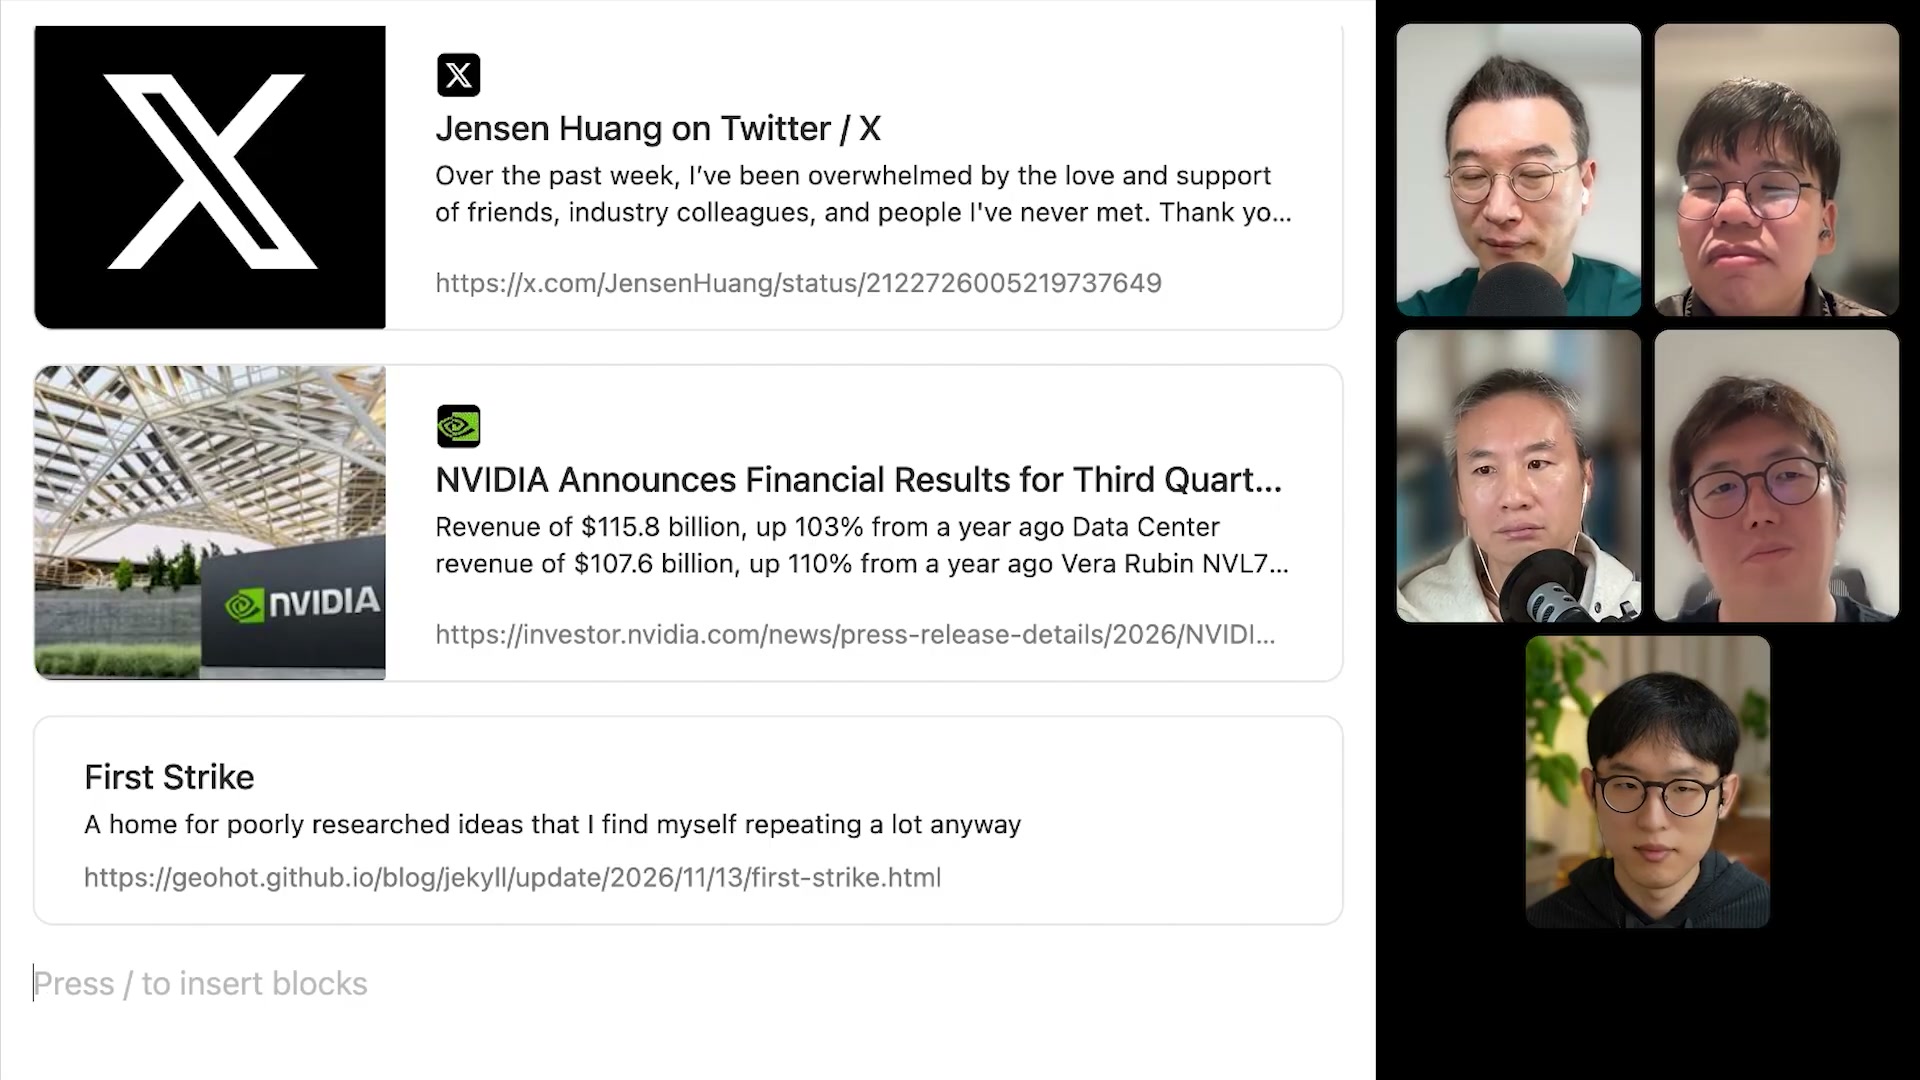 Jensen Huang on Twitter / X
Over the past week, I’ve been overwhelmed by the love and support
of friends, industry colleagues, and people I've never met. Thank yo...
https://x.com/JensenHuang/status/2122726005219737649
NVIDIA
NVIDIA Announces Financial Results for Third Quart...
Revenue of $115.8 billion, up 103% from a year ago Data Center
revenue of $107.6 billion, up 110% from a year ago Vera Rubin NVL7...
https://investor.nvidia.com/news/press-release-details/2026/NVIDI...
First Strike
A home for poorly researched ideas that I find myself repeating a lot anyway
https://geohot.github.io/blog/jekyll/update/2026/11/13/first-strike.html
Press / to insert blocks